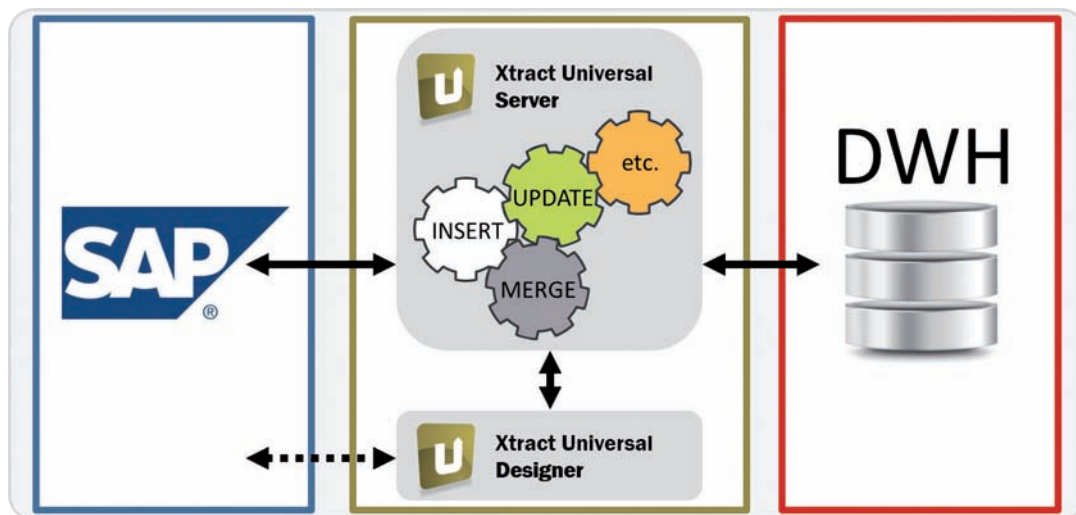 SAP
®
U
Xtract Universal
Server
INSERT
UPDATE
etc.
MERGE
DWH
U
Xtract Universal
Designer